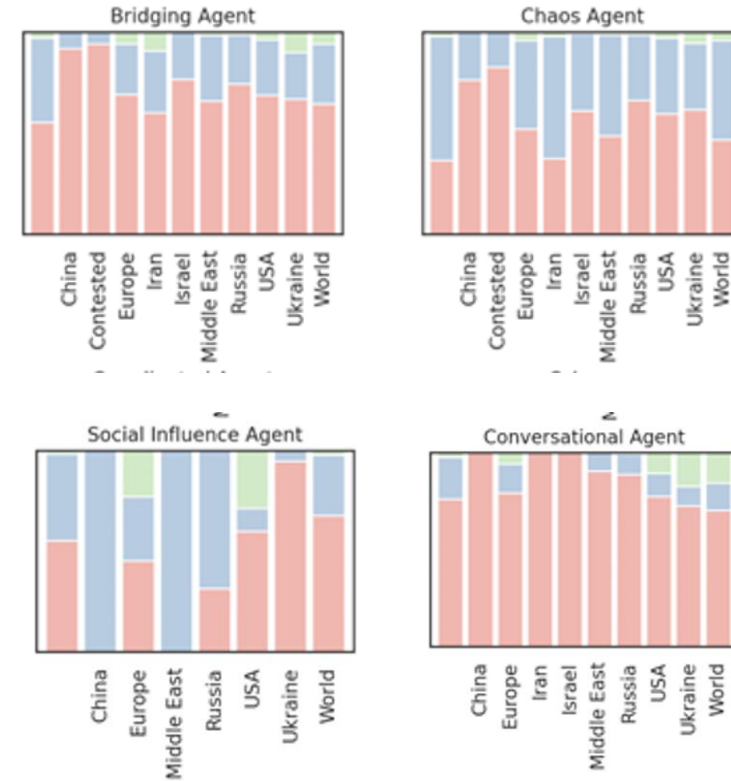 Bridging Agent
Chaos Agent
China
Contested
Europe
Iran
Israel
Middle East
Russia
USA
Ukraine
World
China
Contested
Europe
Iran
Israel
Middle East
Russia
USA
Ukraine
World
Social Influence Agent
Conversational Agent
China
Europe
Middle East
Russia
USA
Ukraine
World
China
Europe
Iran
Israel
Middle East
Russia
USA
Ukraine
World